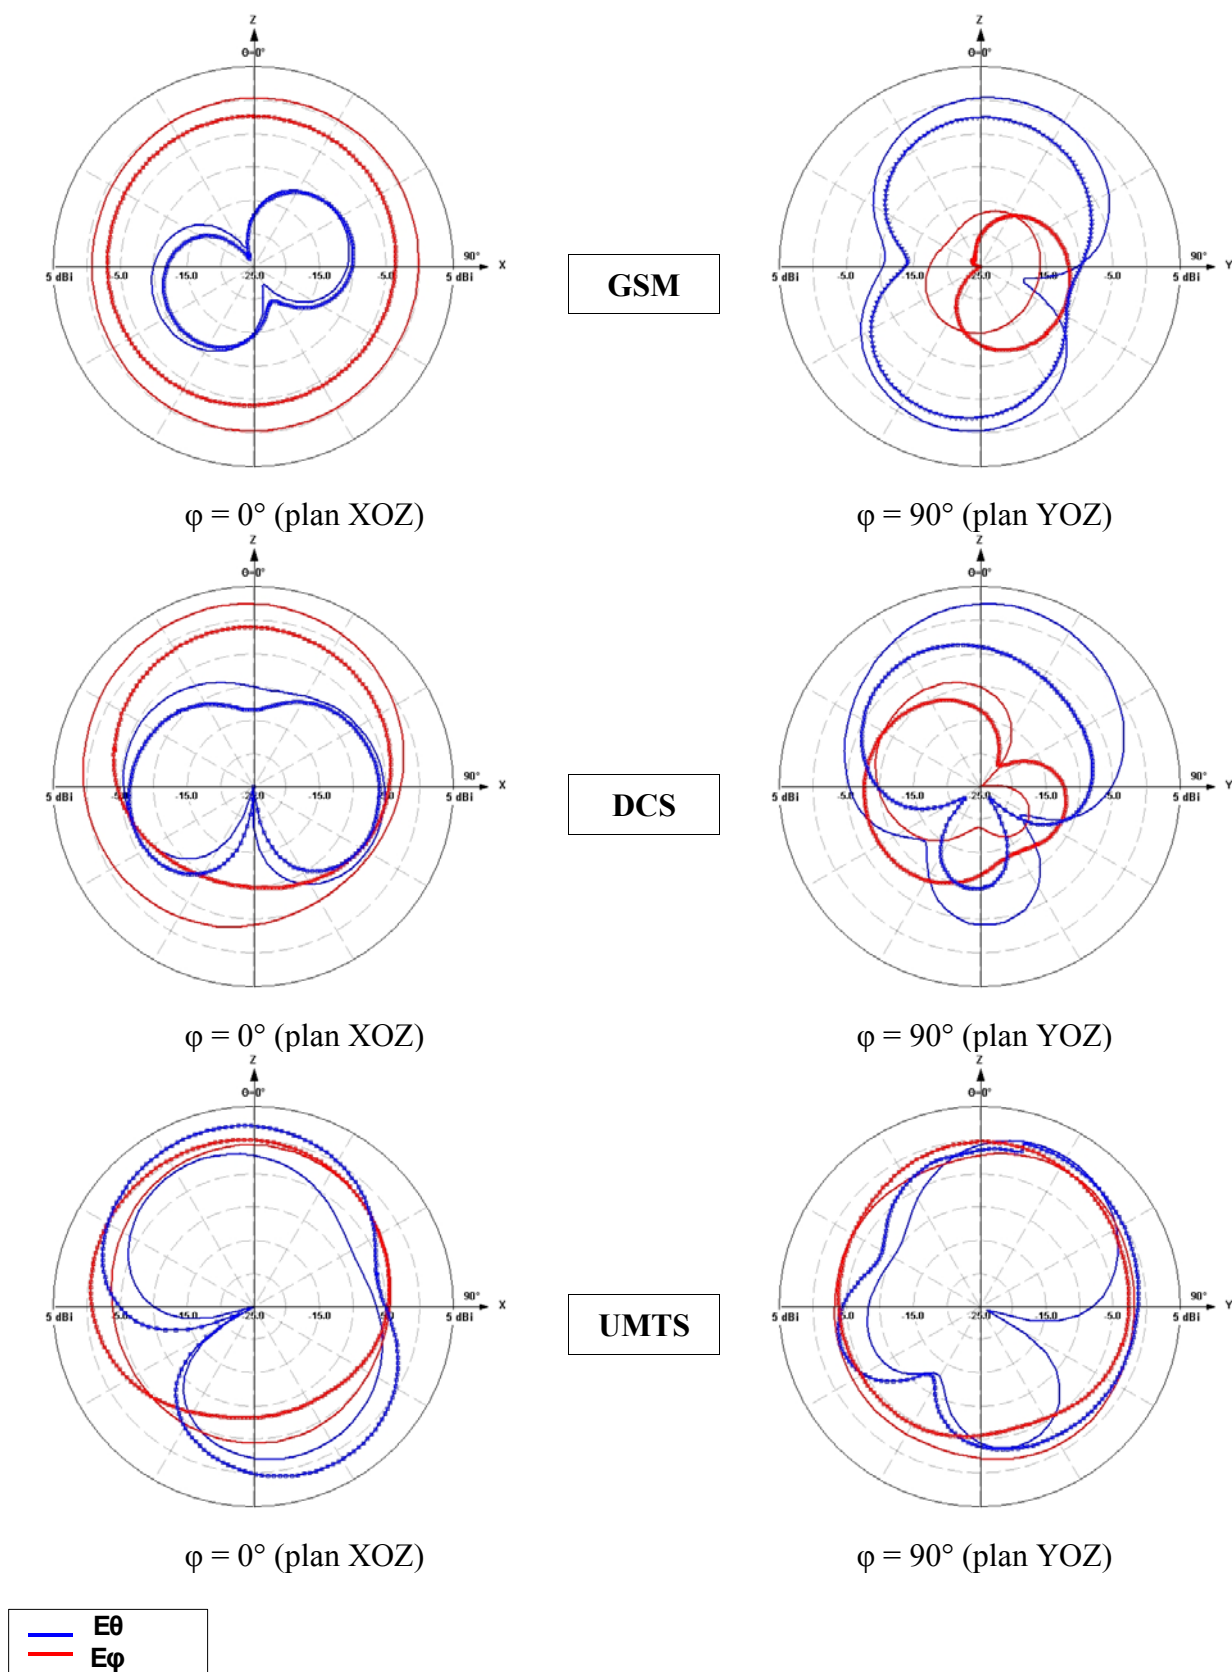 Z
Θ=0°
90°
X
5 dBi
-5.0
-15.0
-25.0
-15.0
-5.0
5 dBi
φ = 0° (plan XOZ)
GSM
Z
Θ=0°
90°
Y
5 dBi
-5.0
-15.0
-25.0
-15.0
-5.0
5 dBi
φ = 90° (plan YOZ)
Z
Θ=0°
90°
X
5 dBi
-5.0
-15.0
-25.0
-15.0
-5.0
5 dBi
φ = 0° (plan XOZ)
DCS
Z
Θ=0°
90°
Y
5 dBi
-5.0
-15.0
-25.0
-15.0
-5.0
5 dBi
φ = 90° (plan YOZ)
Z
Θ=0°
90°
X
5 dBi
-5.0
-15.0
-25.0
-15.0
-5.0
5 dBi
φ = 0° (plan XOZ)
UMTS
Z
Θ=0°
90°
Y
5 dBi
-5.0
-15.0
-25.0
-15.0
-5.0
5 dBi
φ = 90° (plan YOZ)
Eθ
Eφ